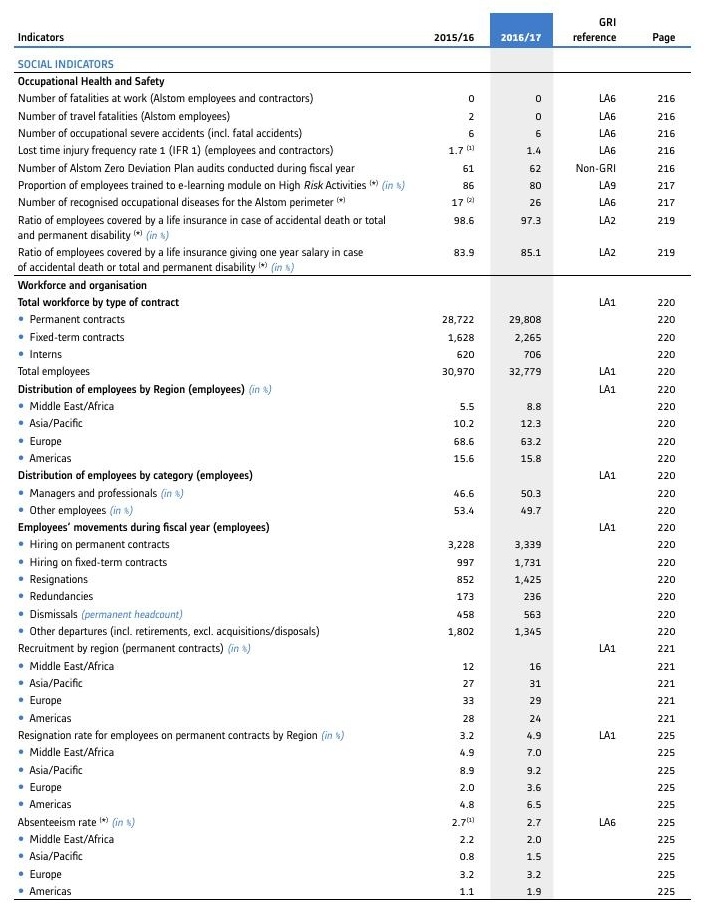 Indicators 2015/16 2016/17 GRI reference Page
SOCIAL INDICATORS
Occupational Health and Safety
Number of fatalities at work (Alstom employees and contractors) 0 0 LA6 216
Number of travel fatalities (Alstom employees) 2 0 LA6 216
Number of occupational severe accidents (incl. fatal accidents) 6 6 LA6 216
Lost time injury frequency rate 1 (IFR 1) (employees and contractors) 1.7 (1) 1.4 LA6 216
Number of Alstom Zero Deviation Plan audits conducted during fiscal year 61 62 Non-GRI 216
Proportion of employees trained to e-learning module on High Risk Activities (*) (in %) 86 80 LA9 217
Number of recognised occupational diseases for the Alstom perimeter (*) 17 (2) 26 LA6 217
Ratio of employees covered by a life insurance in case of accidental death or total 98.6 97.3 LA2 219
and permanent disability (*) (in %)
Ratio of employees covered by a life insurance giving one year salary in case 83.9 85.1 LA2 219
of accidental death or total and permanent disability (*) (in %)
Workforce and organisation
Total workforce by type of contract LA1 220
• Permanent contracts 28,722 29,808 220
• Fixed-term contracts 1,628 2,265 220
• Interns 620 706 220
Total employees 30,970 32,779 LA1 220
Distribution of employees by Region (employees) (in %) LA1 220
• Middle East/Africa 5.5 8.8 220
• Asia/Pacific 10.2 12.3 220
• Europe 68.6 63.2 220
• Americas 15.6 15.8 220
Distribution of employees by category (employees) LA1 220
• Managers and professionals (in %) 46.6 50.3 220
• Other employees (in %) 53.4 49.7 220
Employees' movements during fiscal year (employees) LA1 220
• Hiring on permanent contracts 3,228 3,339 220
• Hiring on fixed-term contracts 997 1,731 220
• Resignations 852 1,425 220
• Redundancies 173 236 220
• Dismissals (permanent headcount) 458 563 220
• Other departures (incl. retirements, excl. acquisitions/disposals) 1,802 1,345 220
Recruitment by region (permanent contracts) (in %) LA1 221
• Middle East/Africa 12 16 221
• Asia/Pacific 27 31 221
• Europe 33 29 221
• Americas 28 24 221
Resignation rate for employees on permanent contracts by Region (in %) 3.2 4.9 LA1 225
• Middle East/Africa 4.9 7.0 225
• Asia/Pacific 8.9 9.2 225
• Europe 2.0 3.6 225
• Americas 4.8 6.5 225
Absenteeism rate (*) (in %) 2.7(1) 2.7 LA6 225
• Middle East/Africa 2.2 2.0 225
• Asia/Pacific 0.8 1.5 225
• Europe 3.2 3.2 225
• Americas 1.1 1.9 225